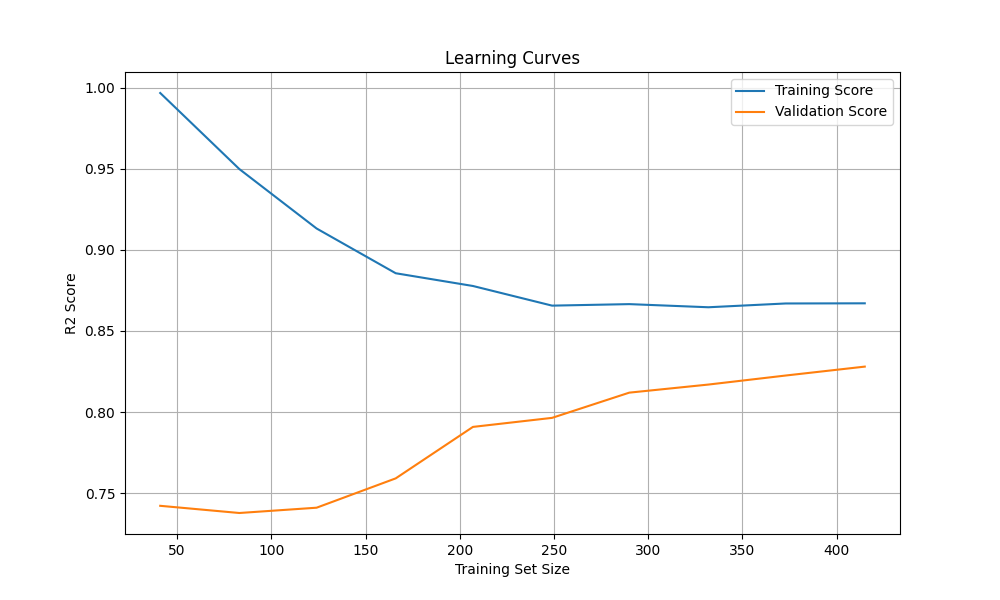 Learning Curves
Training Score
Validation Score
R2 Score
1.00
0.95
0.90
0.85
0.80
0.75
50 100 150 200 250 300 350 400
Training Set Size